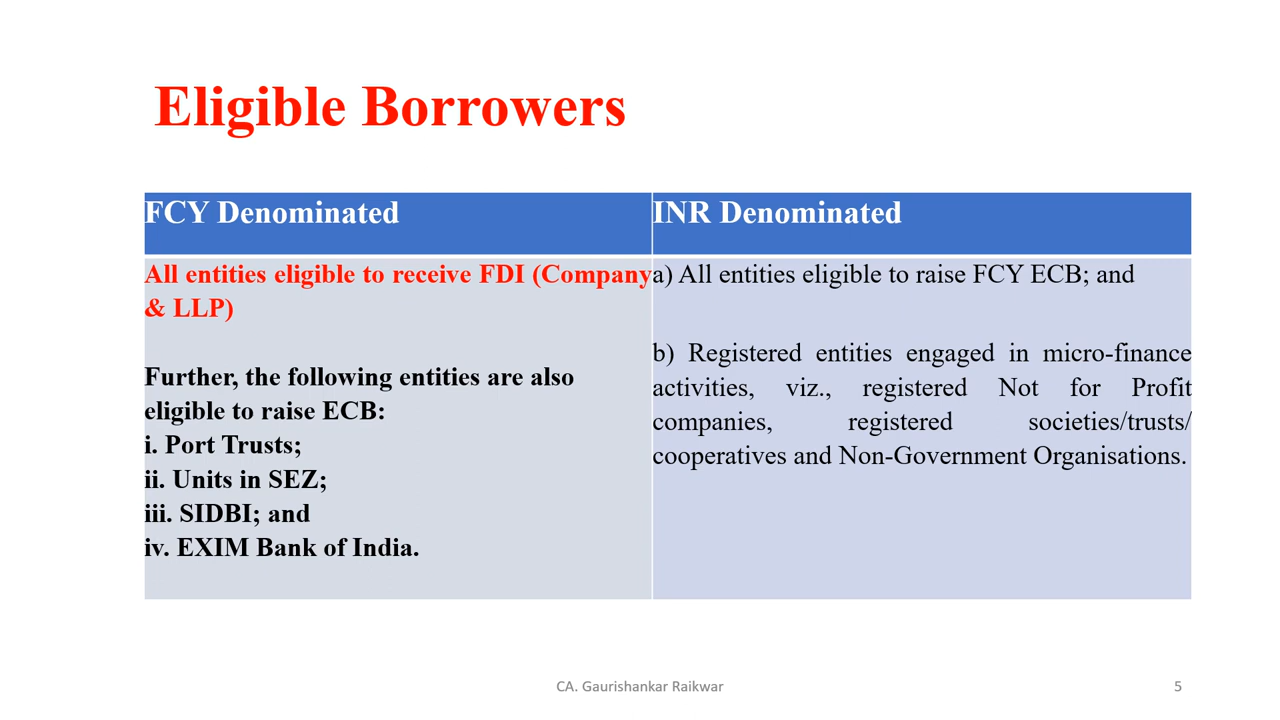 Eligible Borrowers
FCY Denominated
INR Denominated
All entities eligible to receive FDI (Company
& LLP)
Further, the following entities are also
eligible to raise ECB:
i. Port Trusts;
ii. Units in SEZ;
iii. SIDBI; and
iv. EXIM Bank of India.
a) All entities eligible to raise FCY ECB; and
b) Registered entities engaged in micro-finance
activities, viz., registered Not for Profit
companies, registered societies/trusts/
cooperatives and Non-Government Organisations.
CA. Gaurishankar Raikwar
5